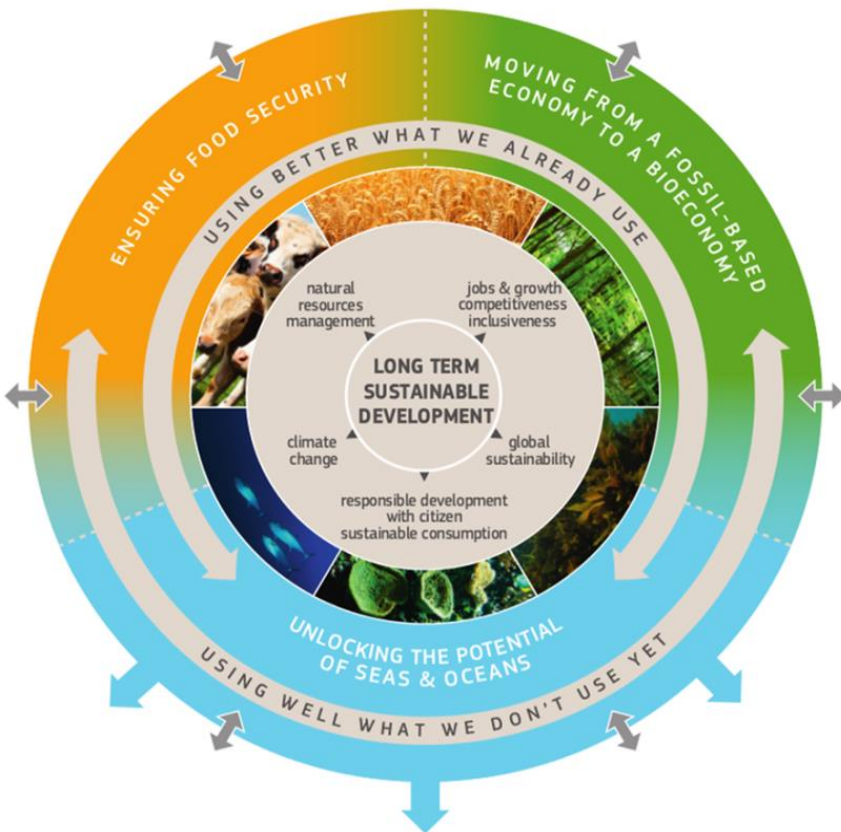 ENSURING FOOD SECURITY
MOVING FROM A FOSSIL-BASED
ECONOMY TO A BIOECONOMY
USING BETTER WHAT WE ALREADY USE
natural
resources
management
jobs & growth
competitiveness
inclusiveness
LONG TERM
SUSTAINABLE
DEVELOPMENT
climate
change
global
sustainability
responsible development
with citizen
sustainable consumption
UNLOCKING THE POTENTIAL
OF SEAS & OCEANS
USING WELL WHAT WE DON'T USE YET